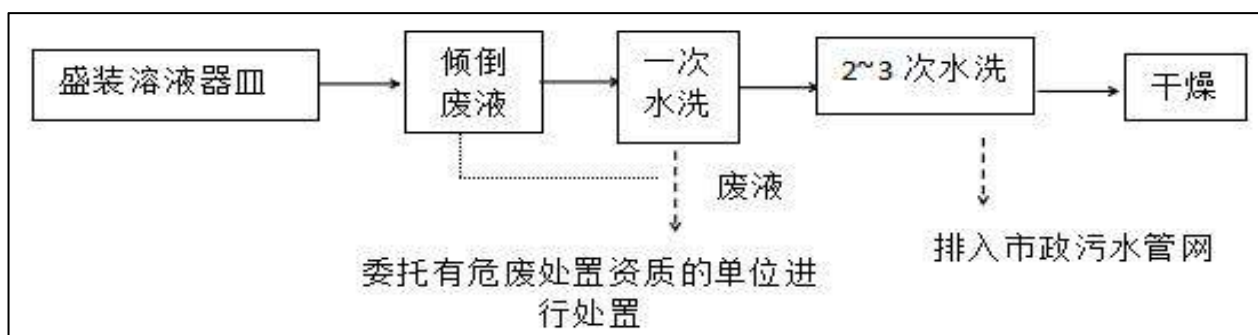 盛装溶液器皿
倾倒
废液
一次
水洗
2~3 次水洗
干燥
废液
委托有危废处置资质的单位进
行处置
排入市政污水管网